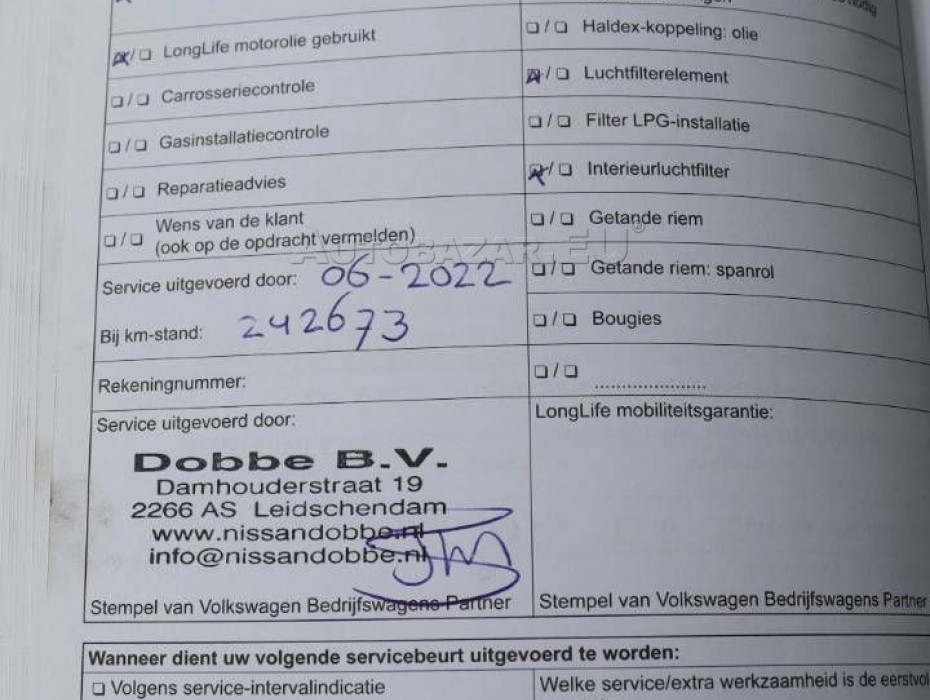 nodig
☒/☐ LongLife motorolie gebruikt
☐/☐ Carrosseriecontrole
☐/☐ Gasinstallatiecontrole
☐/☐ Reparatieadvies
☐/☐ Wens van de klant
(ook op de opdracht vermelden)
Service uitgevoerd door: 06-2022
Bij km-stand: 242673
Rekeningnummer:
Service uitgevoerd door:
Dobbe B.V.
Damhouderstraat 19
2266 AS Leidschendam
www.nissandobbe.nl
info@nissandobbe.nl
Stempel van Volkswagen Bedrijfswagens Partner
☐/☐ Haldex-koppeling: olie
☒/☐ Luchtfilterelement
☐/☐ Filter LPG-installatie
☒/☐ Interieurluchtfilter
☐/☐ Getande riem
☐/☐ Getande riem: spanrol
☐/☐ Bougies
☐/☐ ......................
LongLife mobiliteitsgarantie:
Stempel van Volkswagen Bedrijfswagens Partner
AUTOBAZAR.EU
Wanneer dient uw volgende servicebeurt uitgevoerd te worden:
☐ Volgens service-intervalindicatie
Welke service/extra werkzaamheid is de eerstvol